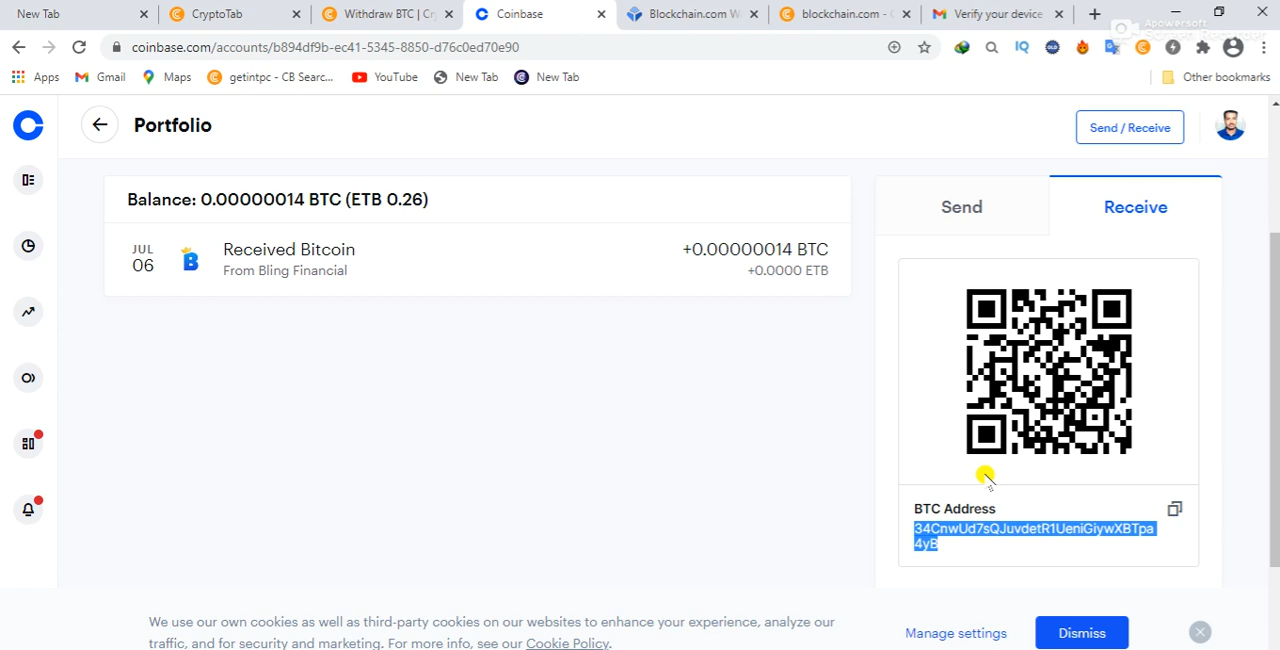 New Tab
CryptoTab
Withdraw BTC | Cr
Coinbase
Blockchain.com W
blockchain.com -
Verify your device
Apowersoft
Screen Recorder
coinbase.com/accounts/b894df9b-ec41-5345-8850-d76c0ed70e90
IQ
OLD
Apps
Gmail
Maps
getintpc - CB Searc...
YouTube
New Tab
New Tab
Other bookmarks
Portfolio
Send / Receive
Balance: 0.00000014 BTC (ETB 0.26)
Send
Receive
JUL
06
Received Bitcoin
From Bling Financial
+0.00000014 BTC
+0.0000 ETB
BTC Address
34CnwUd7sQJuvdetR1UeniGiywXBTpa
4yB
We use our own cookies as well as third-party cookies on our websites to enhance your experience, analyze our
traffic, and for security and marketing. For more info, see our Cookie Policy.
Manage settings
Dismiss